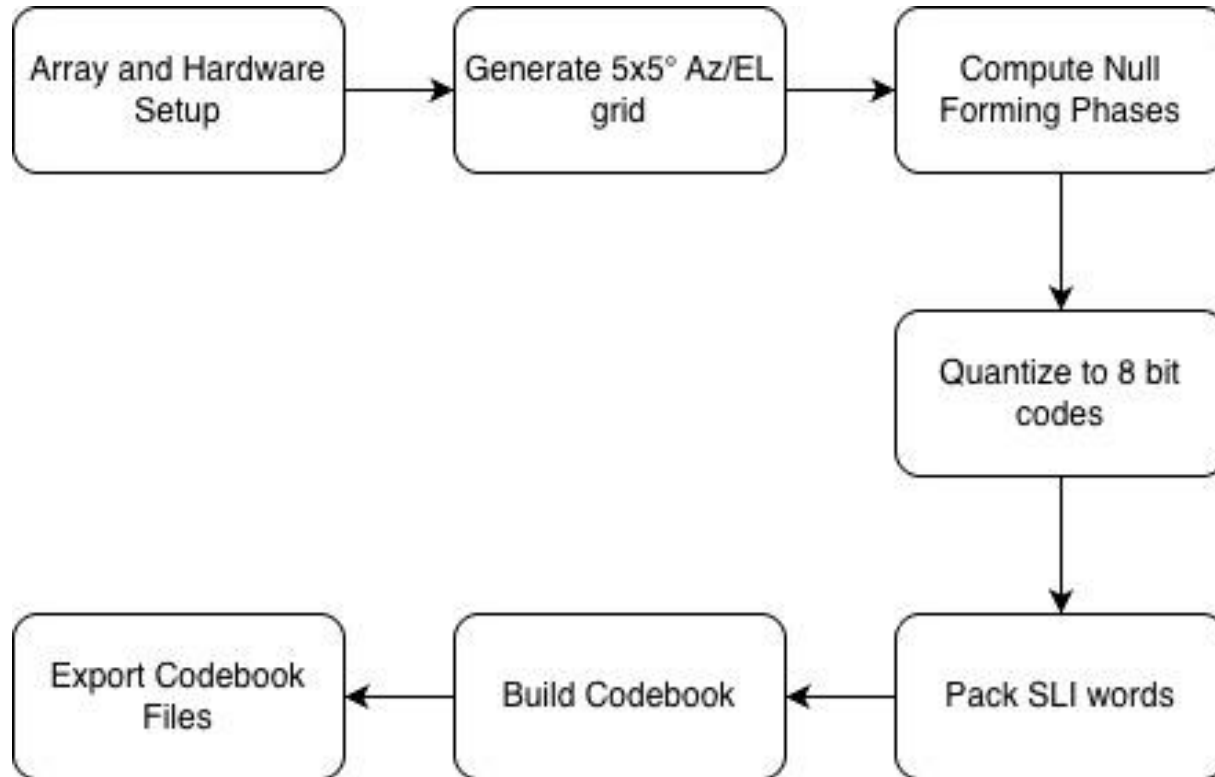 Array and Hardware
Setup
Generate 5x5° Az/EL
grid
Compute Null
Forming Phases
Quantize to 8 bit
codes
Pack SLI words
Build Codebook
Export Codebook
Files